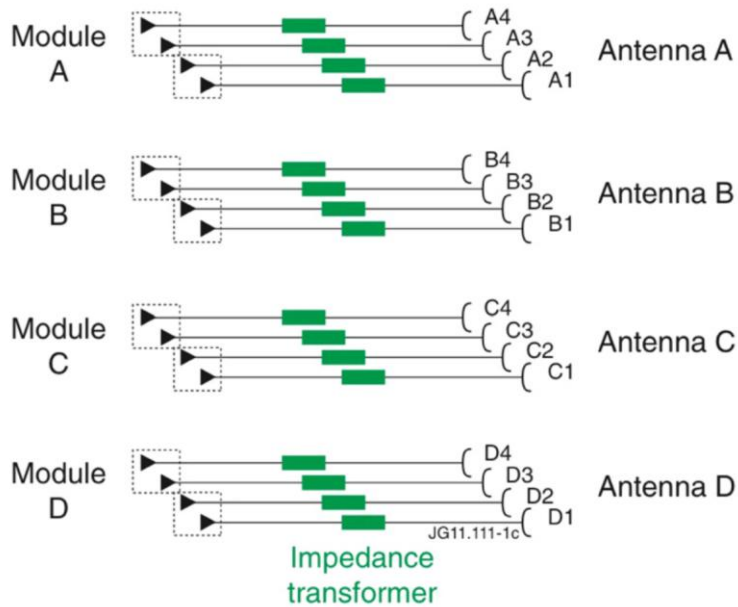 Module
A
A4
A3
A2
A1
Antenna A
Module
B
B4
B3
B2
B1
Antenna B
Module
C
C4
C3
C2
C1
Antenna C
Module
D
D4
D3
D2
D1
Antenna D
JG11.111-1c
Impedance
transformer